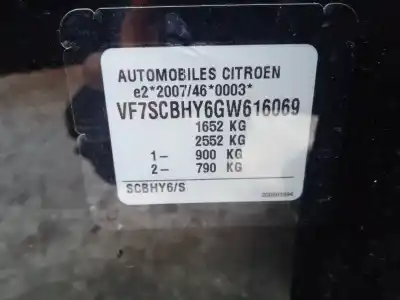 AUTOMOBILES CITROEN
e2*2007/46*0003*
VF7SCBHY6GW616069
1652 KG
2552 KG
1- 900 KG
2- 790 KG
SCBHY6/S